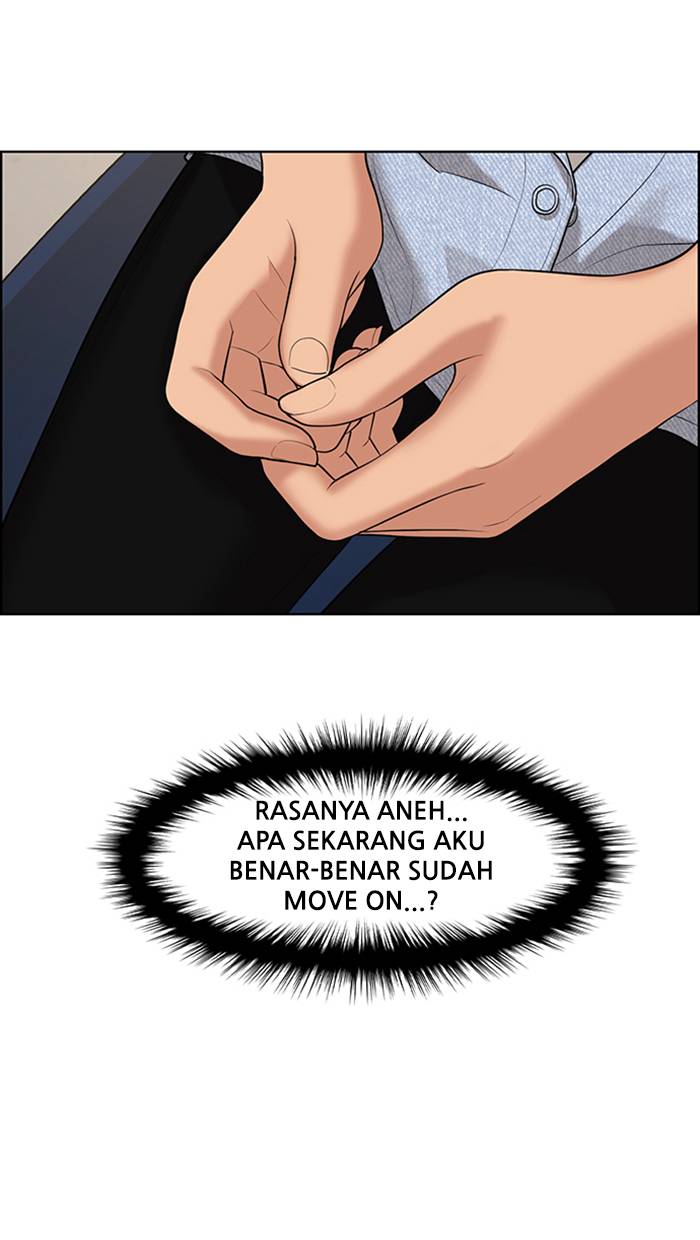 RASANYA ANEH...
APA SEKARANG AKU
BENAR-BENAR SUDAH
MOVE ON...?